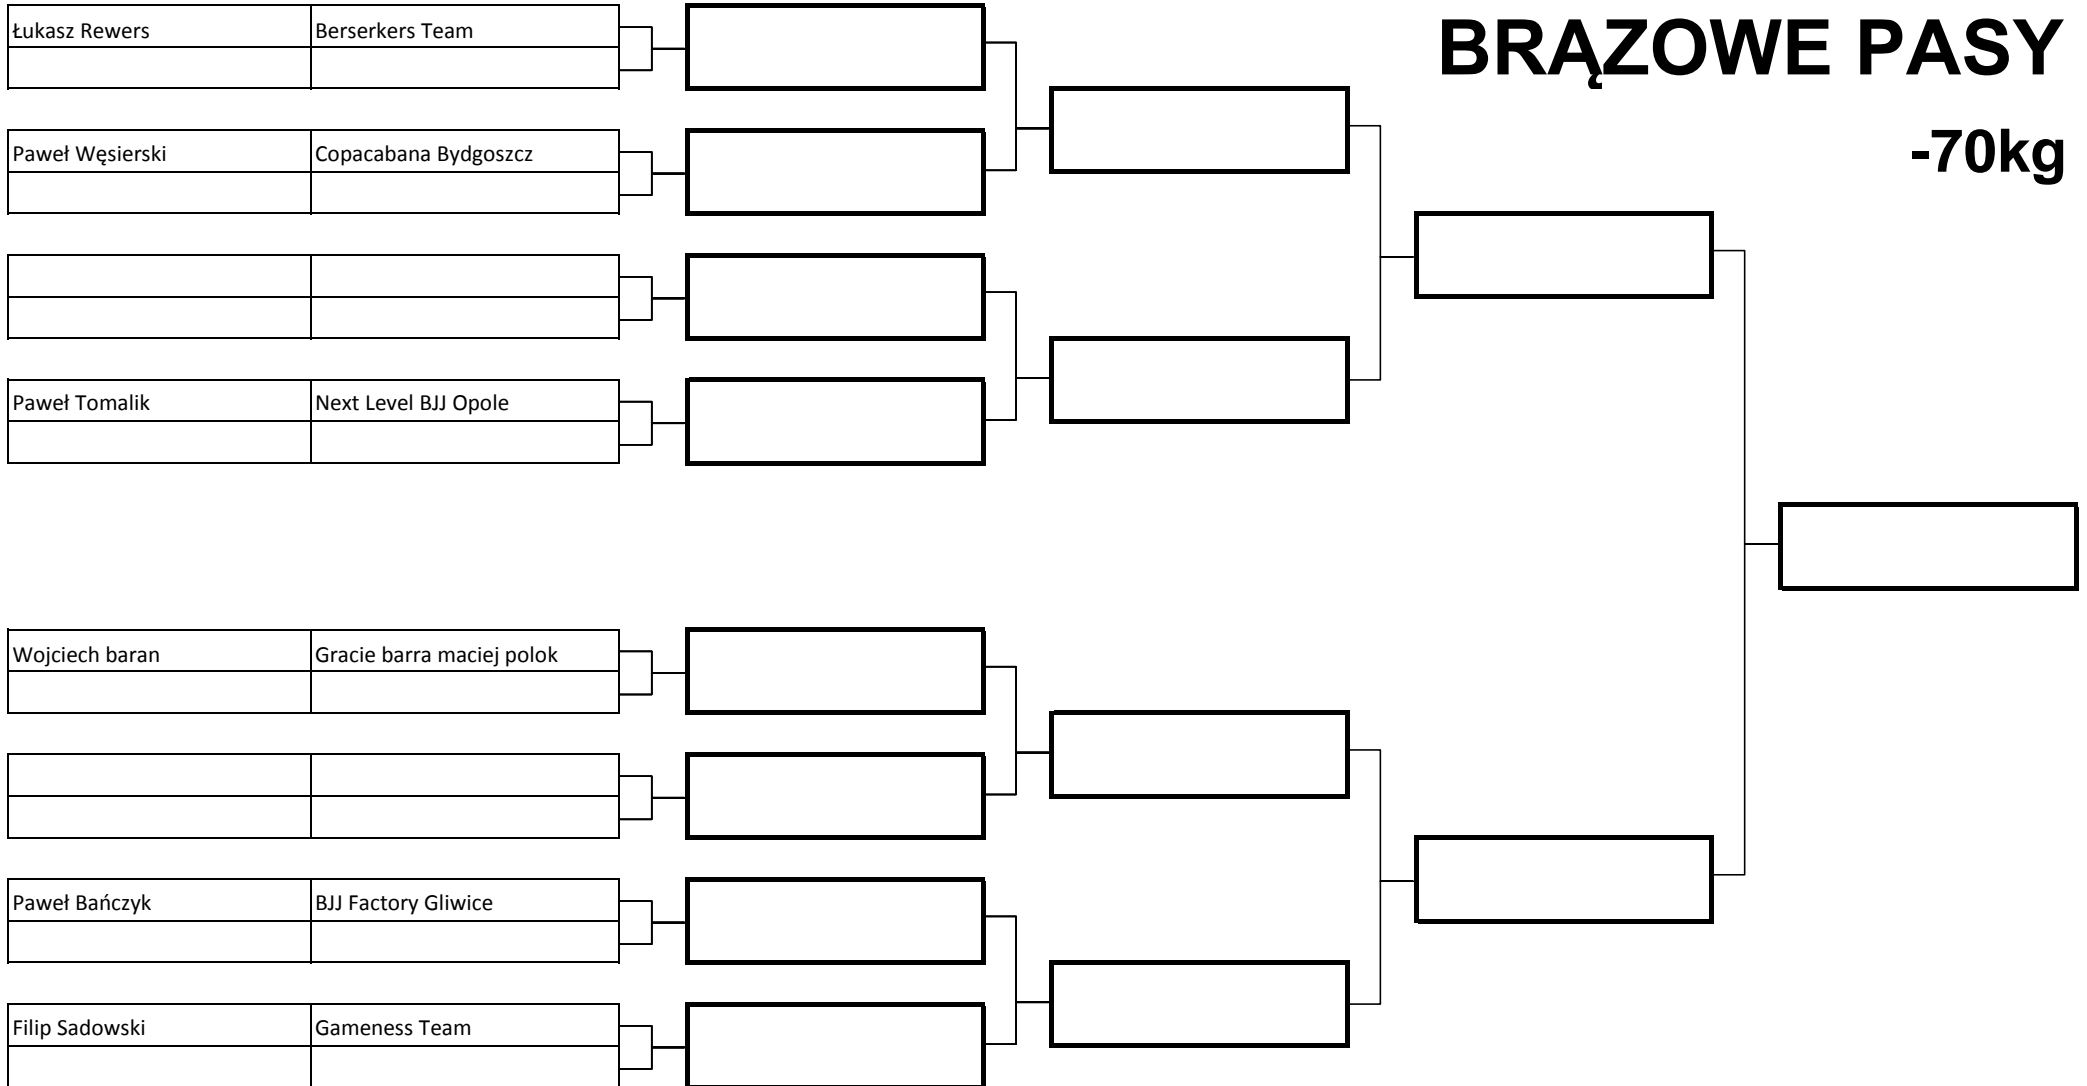 BRĄZOWE PASY
-70kg
Łukasz Rewers Berserkers Team
Paweł Węsierski Copacabana Bydgoszcz
Paweł Tomalik Next Level BJJ Opole
Wojciech baran Gracie barra maciej polok
Paweł Bańczyk BJJ Factory Gliwice
Filip Sadowski Gameness Team